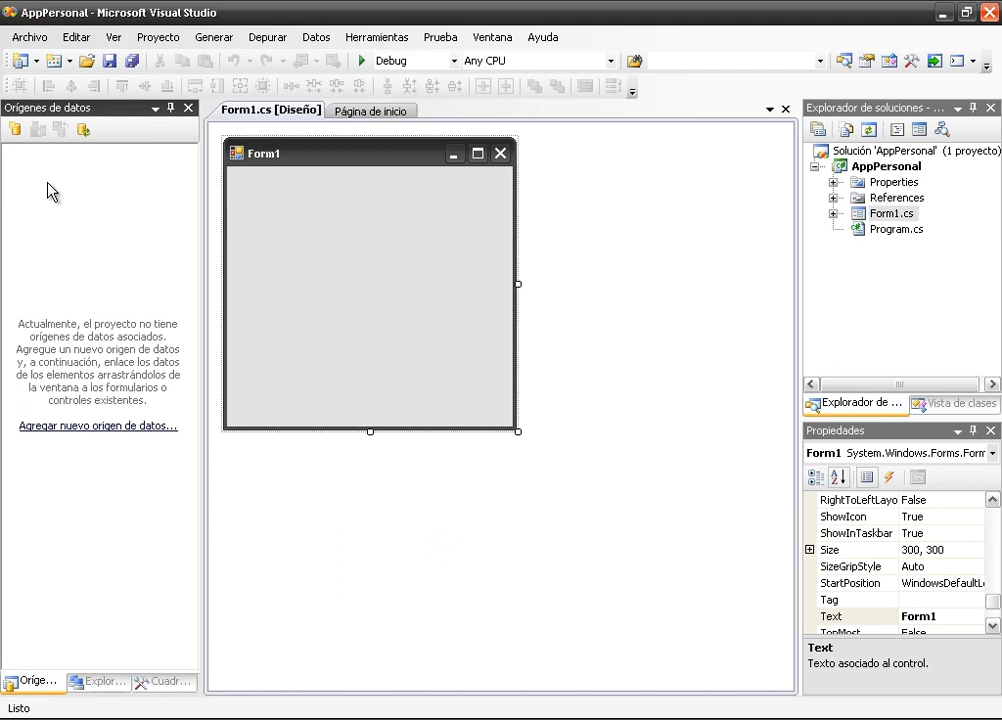 AppPersonal - Microsoft Visual Studio
Archivo Editar Ver Proyecto Generar Depurar Datos Herramientas Prueba Ventana Ayuda
Debug Any CPU
Orígenes de datos
Form1.cs [Diseño] Página de inicio
Explorador de soluciones - ...
Form1
Solución 'AppPersonal' (1 proyecto)
AppPersonal
Properties
References
Form1.cs
Program.cs
Actualmente, el proyecto no tiene
orígenes de datos asociados.
Agregue un nuevo origen de datos
y, a continuación, enlace los datos
de los elementos arrastrándolos de
la ventana a los formularios o
controles existentes.
Agregar nuevo origen de datos...
Explorador de ... Vista de clases
Propiedades
Form1 System.Windows.Forms.Form
RightToLeftLayo False
ShowIcon True
ShowInTaskbar True
Size 300, 300
SizeGripStyle Auto
StartPosition WindowsDefaultLo
Tag
Text Form1
TopMost False
Text
Texto asociado al control.
Oríge... Explor... Cuadr...
Listo